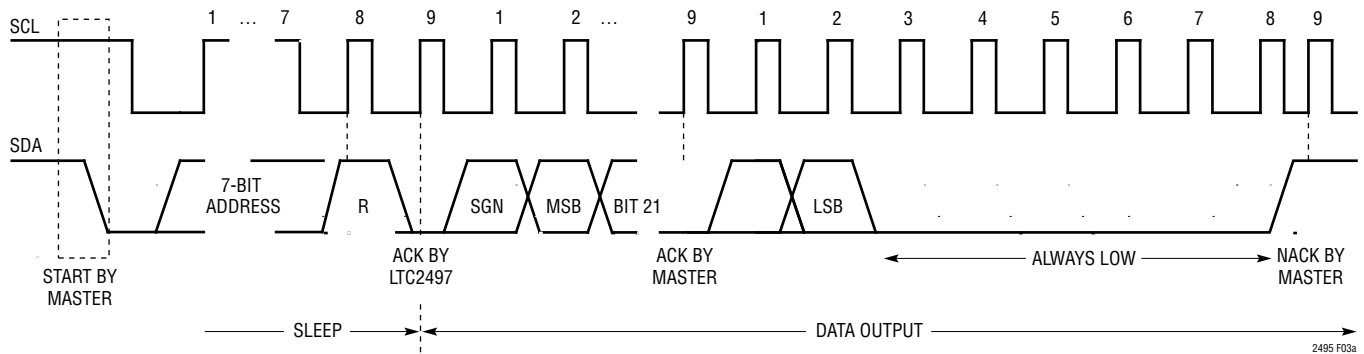 1 ... 7 8 9 1 2 ... 9 1 2 3 4 5 6 7 8 9
SCL
SDA
7-BIT
ADDRESS
R
SGN
MSB
BIT 21
LSB
START BY
MASTER
ACK BY
LTC2497
ACK BY
MASTER
ALWAYS LOW
NACK BY
MASTER
SLEEP
DATA OUTPUT
2495 F03a